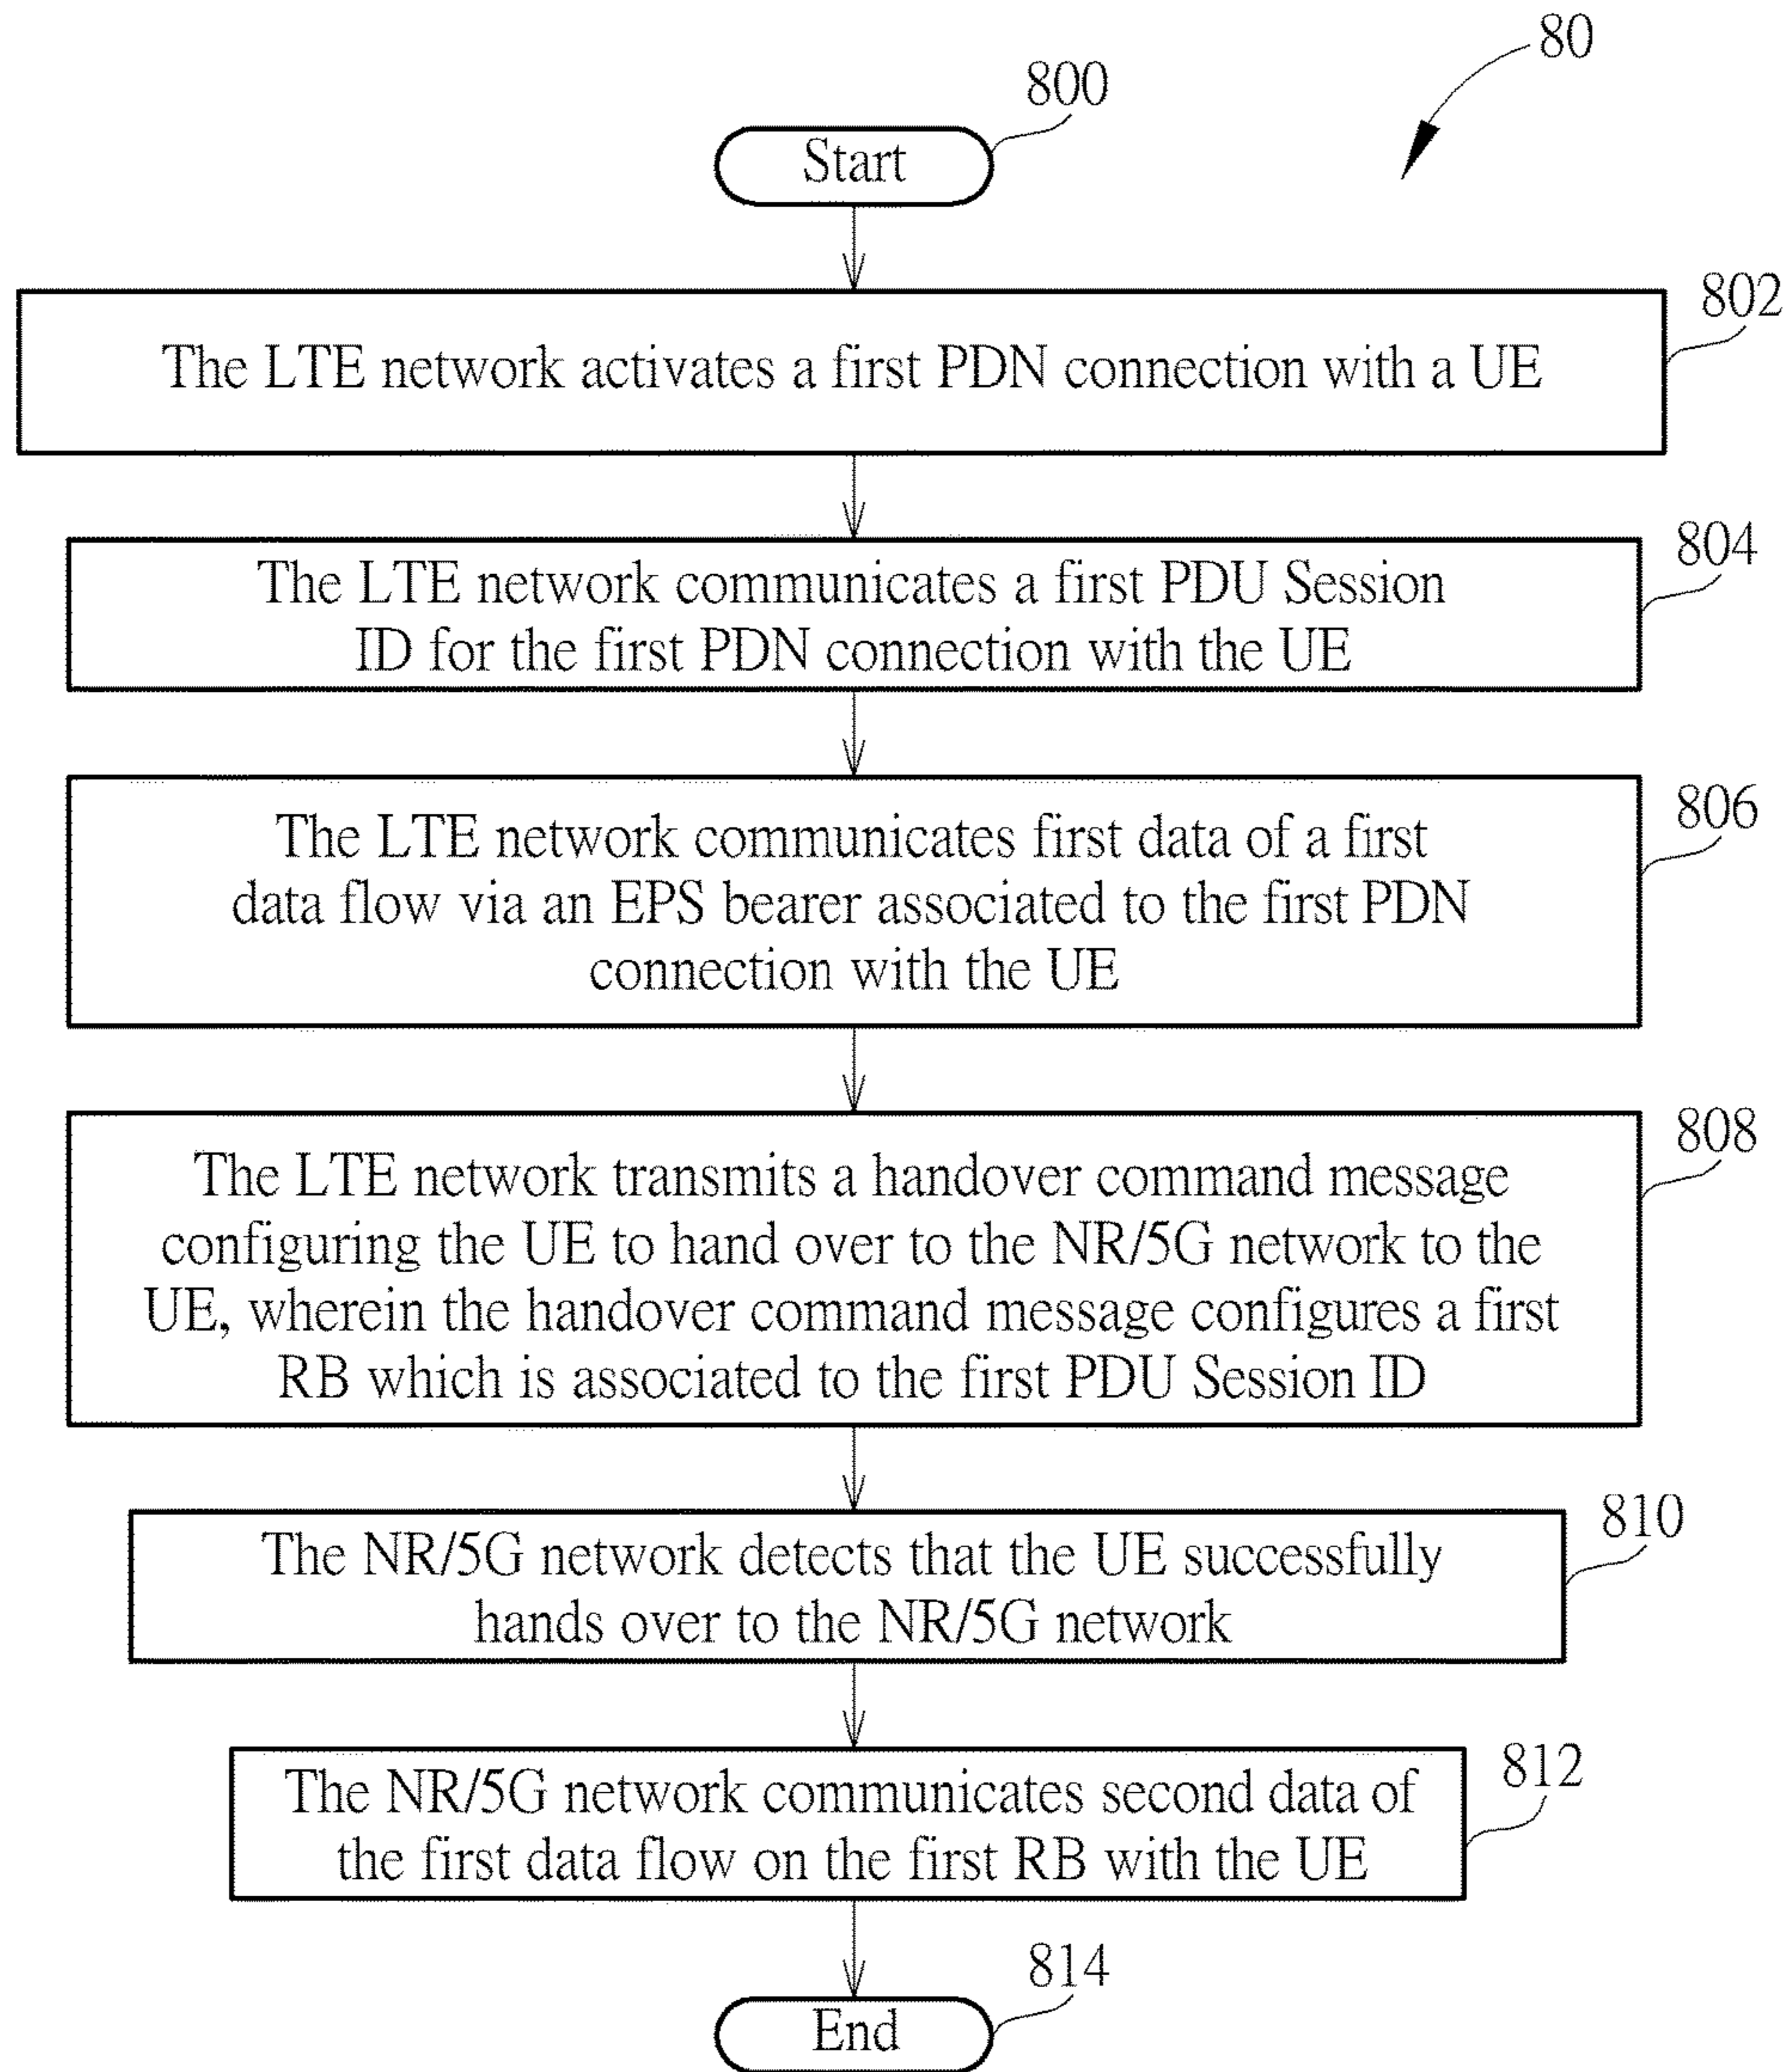 80
800
Start
802
The LTE network activates a first PDN connection with a UE
804
The LTE network communicates a first PDU Session
ID for the first PDN connection with the UE
806
The LTE network communicates first data of a first
data flow via an EPS bearer associated to the first PDN
connection with the UE
808
The LTE network transmits a handover command message
configuring the UE to hand over to the NR/5G network to the
UE, wherein the handover command message configures a first
RB which is associated to the first PDU Session ID
810
The NR/5G network detects that the UE successfully
hands over to the NR/5G network
812
The NR/5G network communicates second data of
the first data flow on the first RB with the UE
814
End